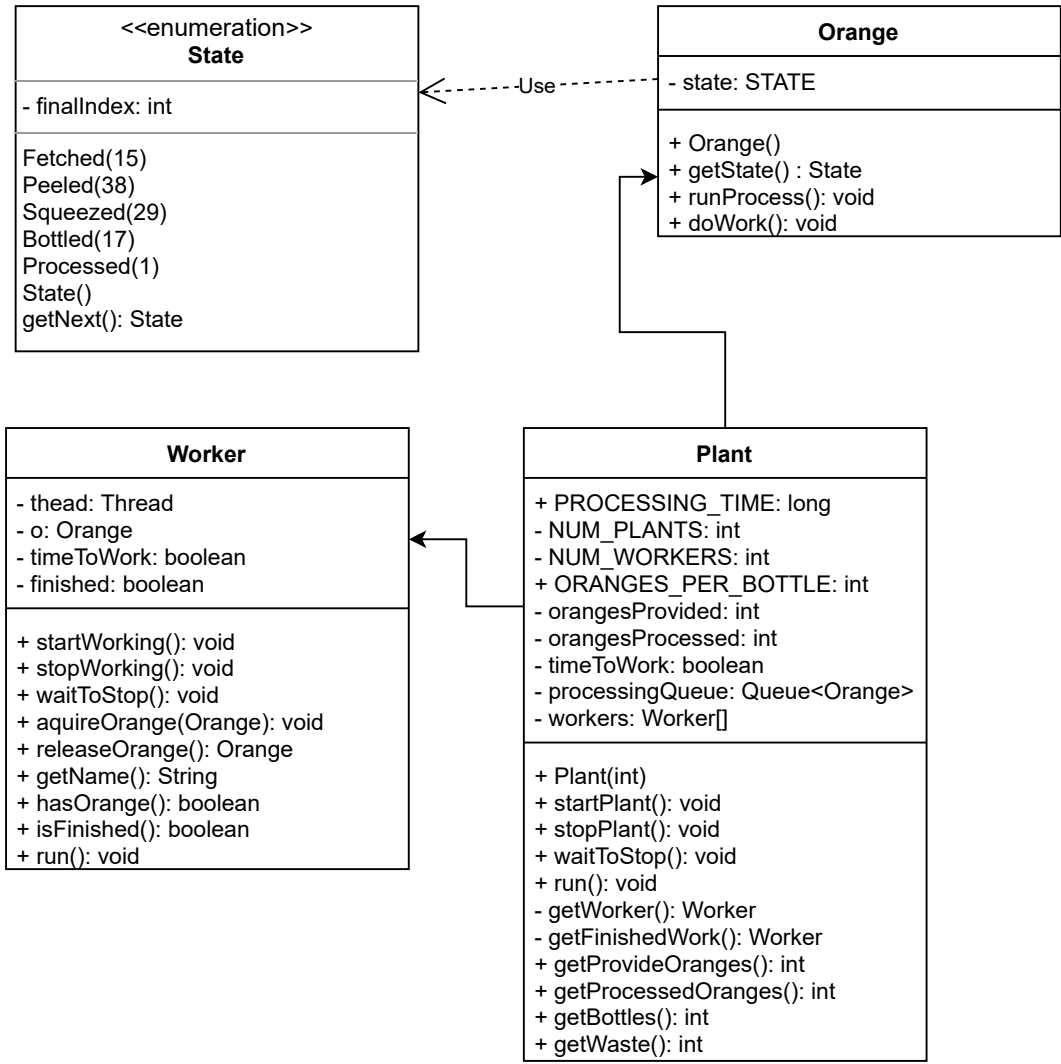 <<enumeration>>
State
- finalIndex: int
Fetched(15)
Peeled(38)
Squeezed(29)
Bottled(17)
Processed(1)
State()
getNext(): State
Use
Orange
- state: STATE
+ Orange()
+ getState() : State
+ runProcess(): void
+ doWork(): void
Worker
- thead: Thread
- o: Orange
- timeToWork: boolean
- finished: boolean
+ startWorking(): void
+ stopWorking(): void
+ waitToStop(): void
+ aquireOrange(Orange): void
+ releaseOrange(): Orange
+ getName(): String
+ hasOrange(): boolean
+ isFinished(): boolean
+ run(): void
Plant
+ PROCESSING_TIME: long
- NUM_PLANTS: int
- NUM_WORKERS: int
+ ORANGES_PER_BOTTLE: int
- orangesProvided: int
- orangesProcessed: int
- timeToWork: boolean
- processingQueue: Queue<Orange>
- workers: Worker[]
+ Plant(int)
+ startPlant(): void
+ stopPlant(): void
+ waitToStop(): void
+ run(): void
- getWorker(): Worker
- getFinishedWork(): Worker
+ getProvideOranges(): int
+ getProcessedOranges(): int
+ getBottles(): int
+ getWaste(): int